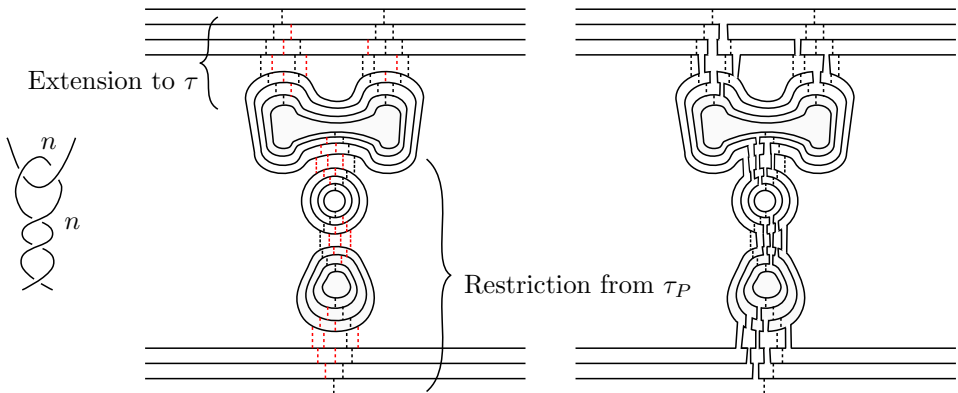 Extension to τ
n
n
Restriction from τ_P